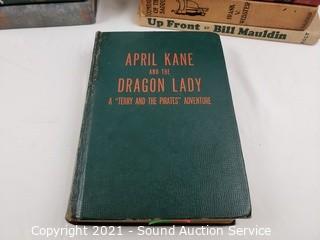 Up Front by Bill Mauldin
APRIL KANE
AND THE
DRAGON LADY
A "TERRY AND THE PIRATES" ADVENTURE
Copyright 2021 - Sound Auction Service